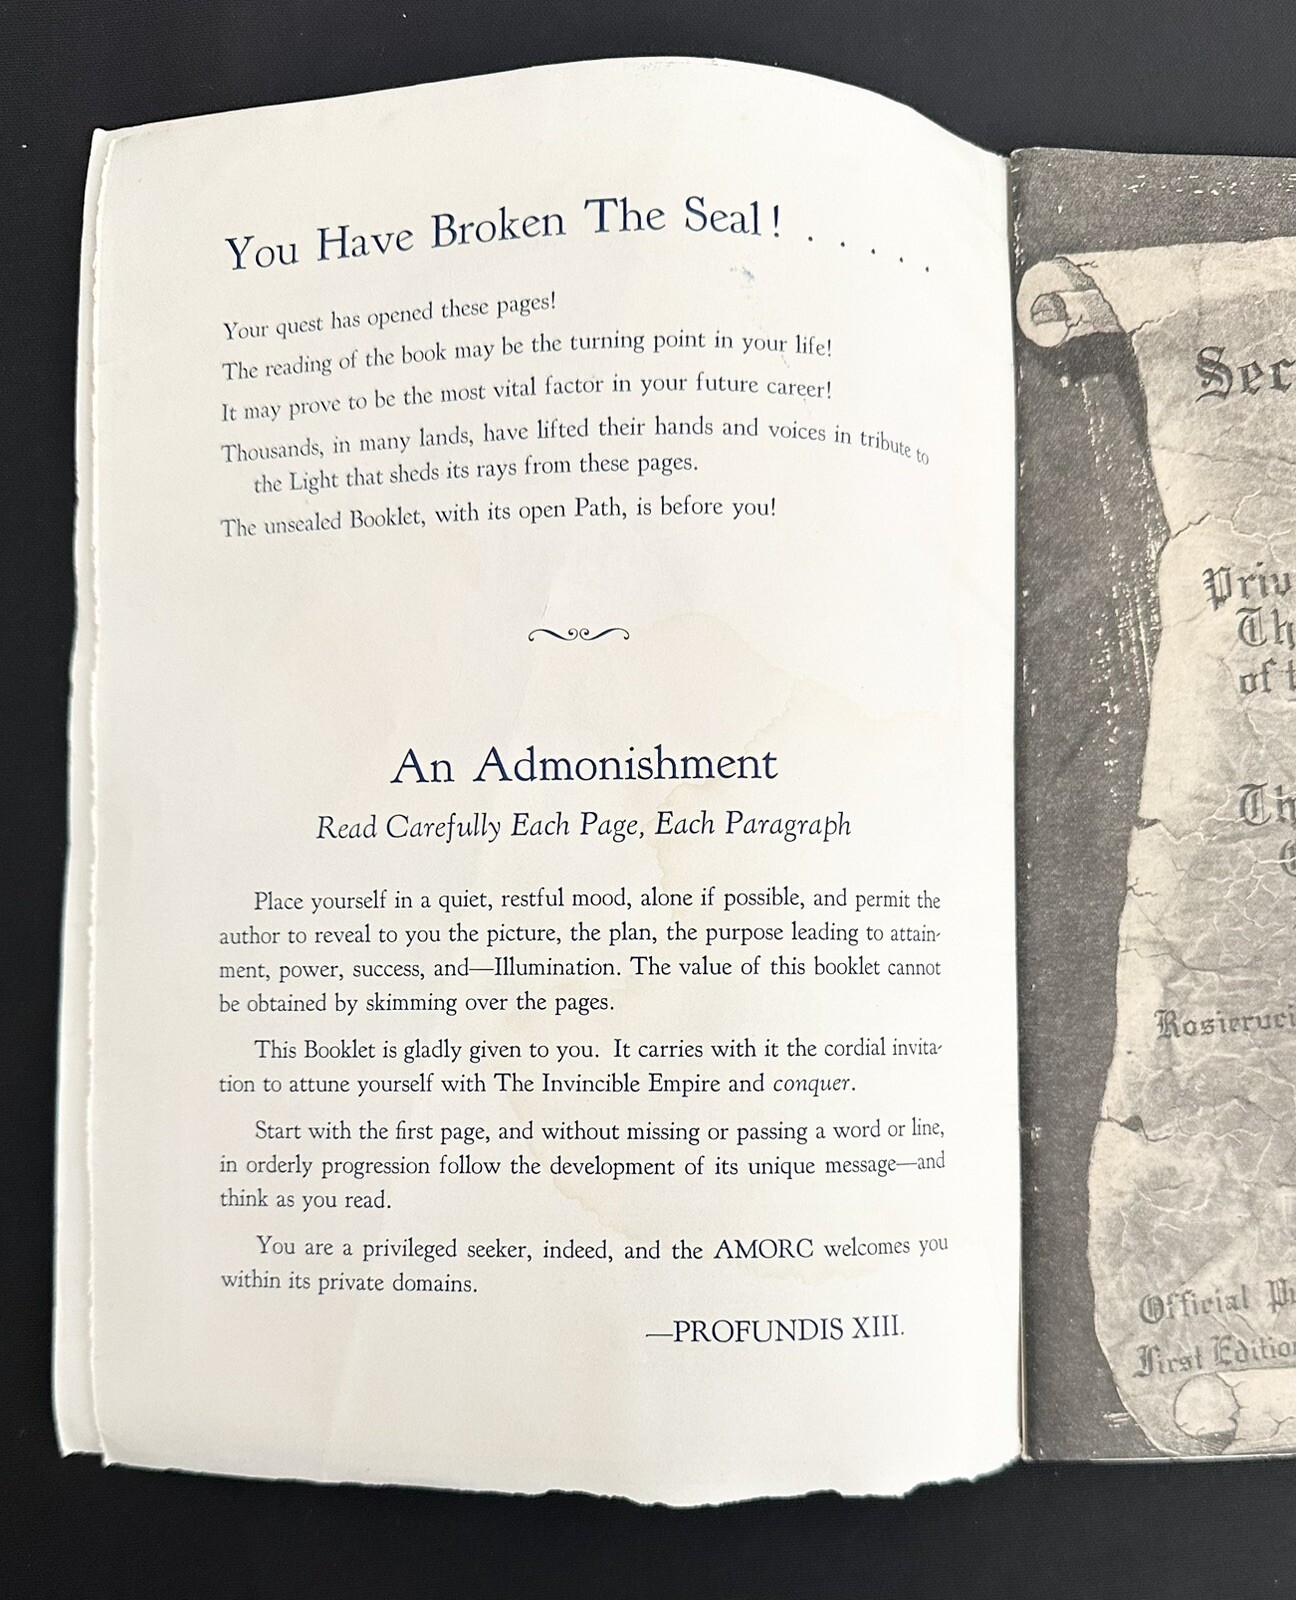 You Have Broken The Seal! . . . . .
Your quest has opened these pages!
The reading of the book may be the turning point in your life!
It may prove to be the most vital factor in your future career!
Thousands, in many lands, have lifted their hands and voices in tribute to
the Light that sheds its rays from these pages.
The unsealed Booklet, with its open Path, is before you!
An Admonishment
Read Carefully Each Page, Each Paragraph
Place yourself in a quiet, restful mood, alone if possible, and permit the
author to reveal to you the picture, the plan, the purpose leading to attain-
ment, power, success, and—Illumination. The value of this booklet cannot
be obtained by skimming over the pages.
This Booklet is gladly given to you. It carries with it the cordial invita-
tion to attune yourself with The Invincible Empire and conquer.
Start with the first page, and without missing or passing a word or line,
in orderly progression follow the development of its unique message—and
think as you read.
You are a privileged seeker, indeed, and the AMORC welcomes you
within its private domains.
—PROFUNDIS XIII.
of
Official
First Edition